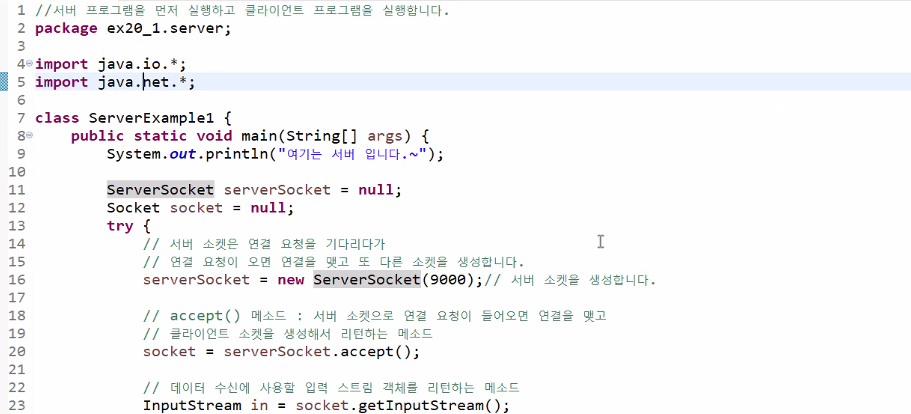 1 //서버 프로그램을 먼저 실행하고 클라이언트 프로그램을 실행합니다.
2 package ex20_1.server;
3
4 import java.io.*;
5 import java.net.*;
6
7 class ServerExample1 {
8 public static void main(String[] args) {
9 System.out.println("여기는 서버 입니다.~");
10
11 ServerSocket serverSocket = null;
12 Socket socket = null;
13 try {
14 // 서버 소켓은 연결 요청을 기다리다가
15 // 연결 요청이 오면 연결을 맺고 또 다른 소켓을 생성합니다.
16 serverSocket = new ServerSocket(9000);// 서버 소켓을 생성합니다.
17
18 // accept() 메소드 : 서버 소켓으로 연결 요청이 들어오면 연결을 맺고
19 // 클라이언트 소켓을 생성해서 리턴하는 메소드
20 socket = serverSocket.accept();
21
22 // 데이터 수신에 사용할 입력 스트림 객체를 리턴하는 메소드
23 InputStream in = socket.getInputStream();